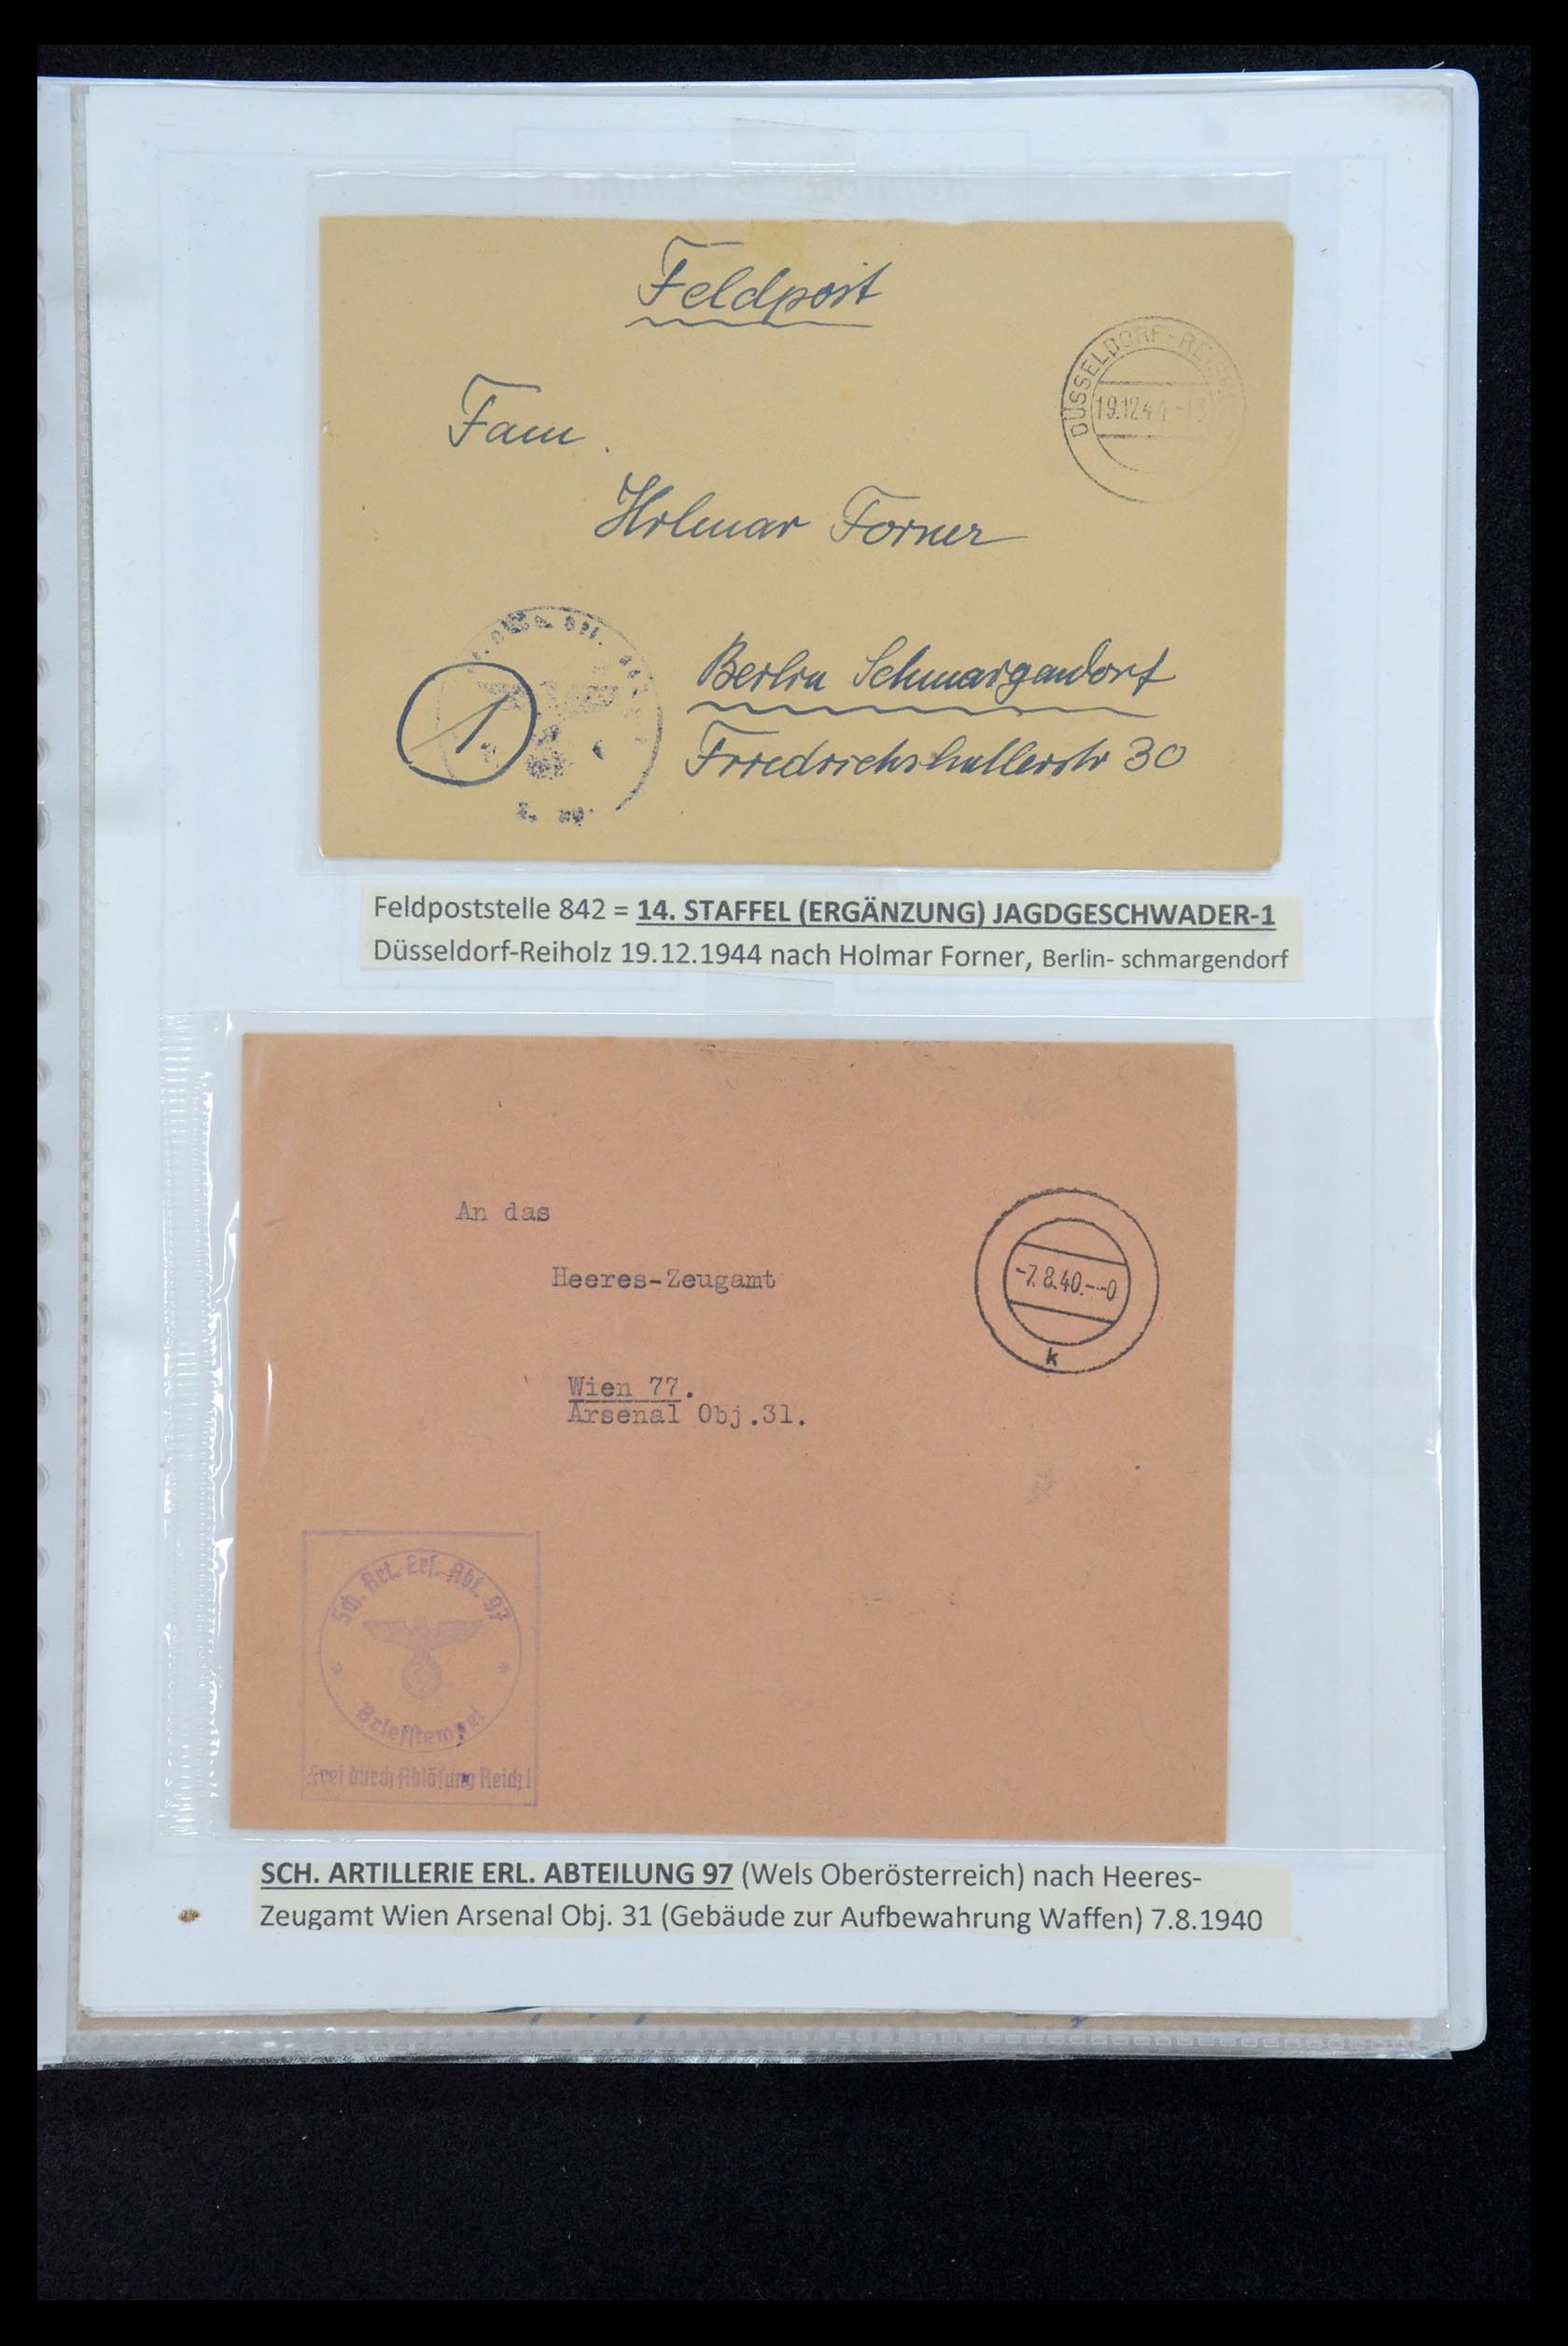 Feldpost
DÜSSELDORF-REISH
19.12.44-13
Fam.
Holmar Forner
Berlin Schmargendorf
Friedrichshallerstr 30
Feldpoststelle 842 = 14. STAFFEL (ERGÄNZUNG) JAGDGESCHWADER-1
Düsseldorf-Reiholz 19.12.1944 nach Holmar Forner, Berlin- schmargendorf
An das
Heeres-Zeugamt
-7.8.40.--0
k
Wien 77.
Arsenal Obj.31.
Sch. Art. Ers. Abt. 97
Briefstempel
Frei durch Ablösung Reich!
SCH. ARTILLERIE ERL. ABTEILUNG 97 (Wels Oberösterreich) nach Heeres-
Zeugamt Wien Arsenal Obj. 31 (Gebäude zur Aufbewahrung Waffen) 7.8.1940